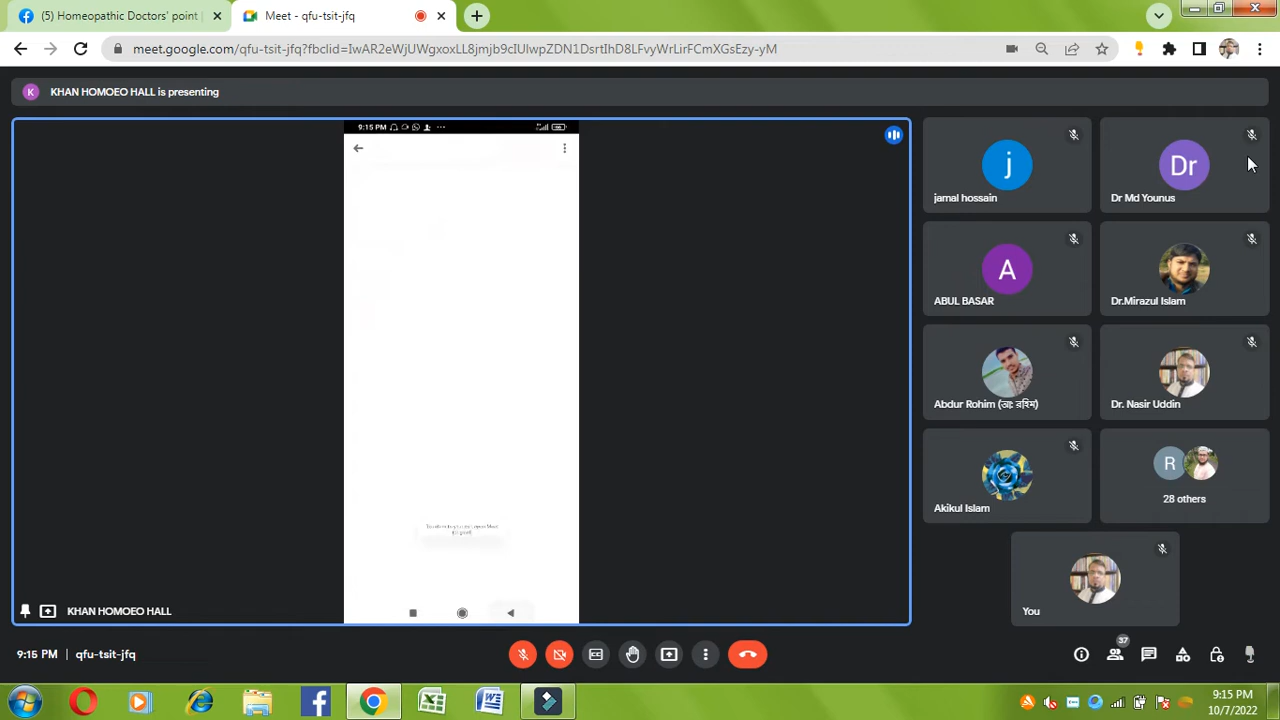 (5) Homeopathic Doctors' point |
Meet - qfu-tsit-jfq
meet.google.com/qfu-tsit-jfq?fbclid=IwAR2eWjUWgxoxLL8jmjb9cIUlwpZDN1DsrtIhD8LFvyWrLirFCmXGsEzy-yM
K KHAN HOMOEO HALL is presenting
9:15 PM
j
jamal hossain
Dr
Dr Md Younus
A
ABUL BASAR
Dr.Mirazul Islam
Abdur Rohim (আ: রহিম)
Dr. Nasir Uddin
Akikul Islam
R
28 others
You
KHAN HOMOEO HALL
9:15 PM | qfu-tsit-jfq
37
9:15 PM
10/7/2022